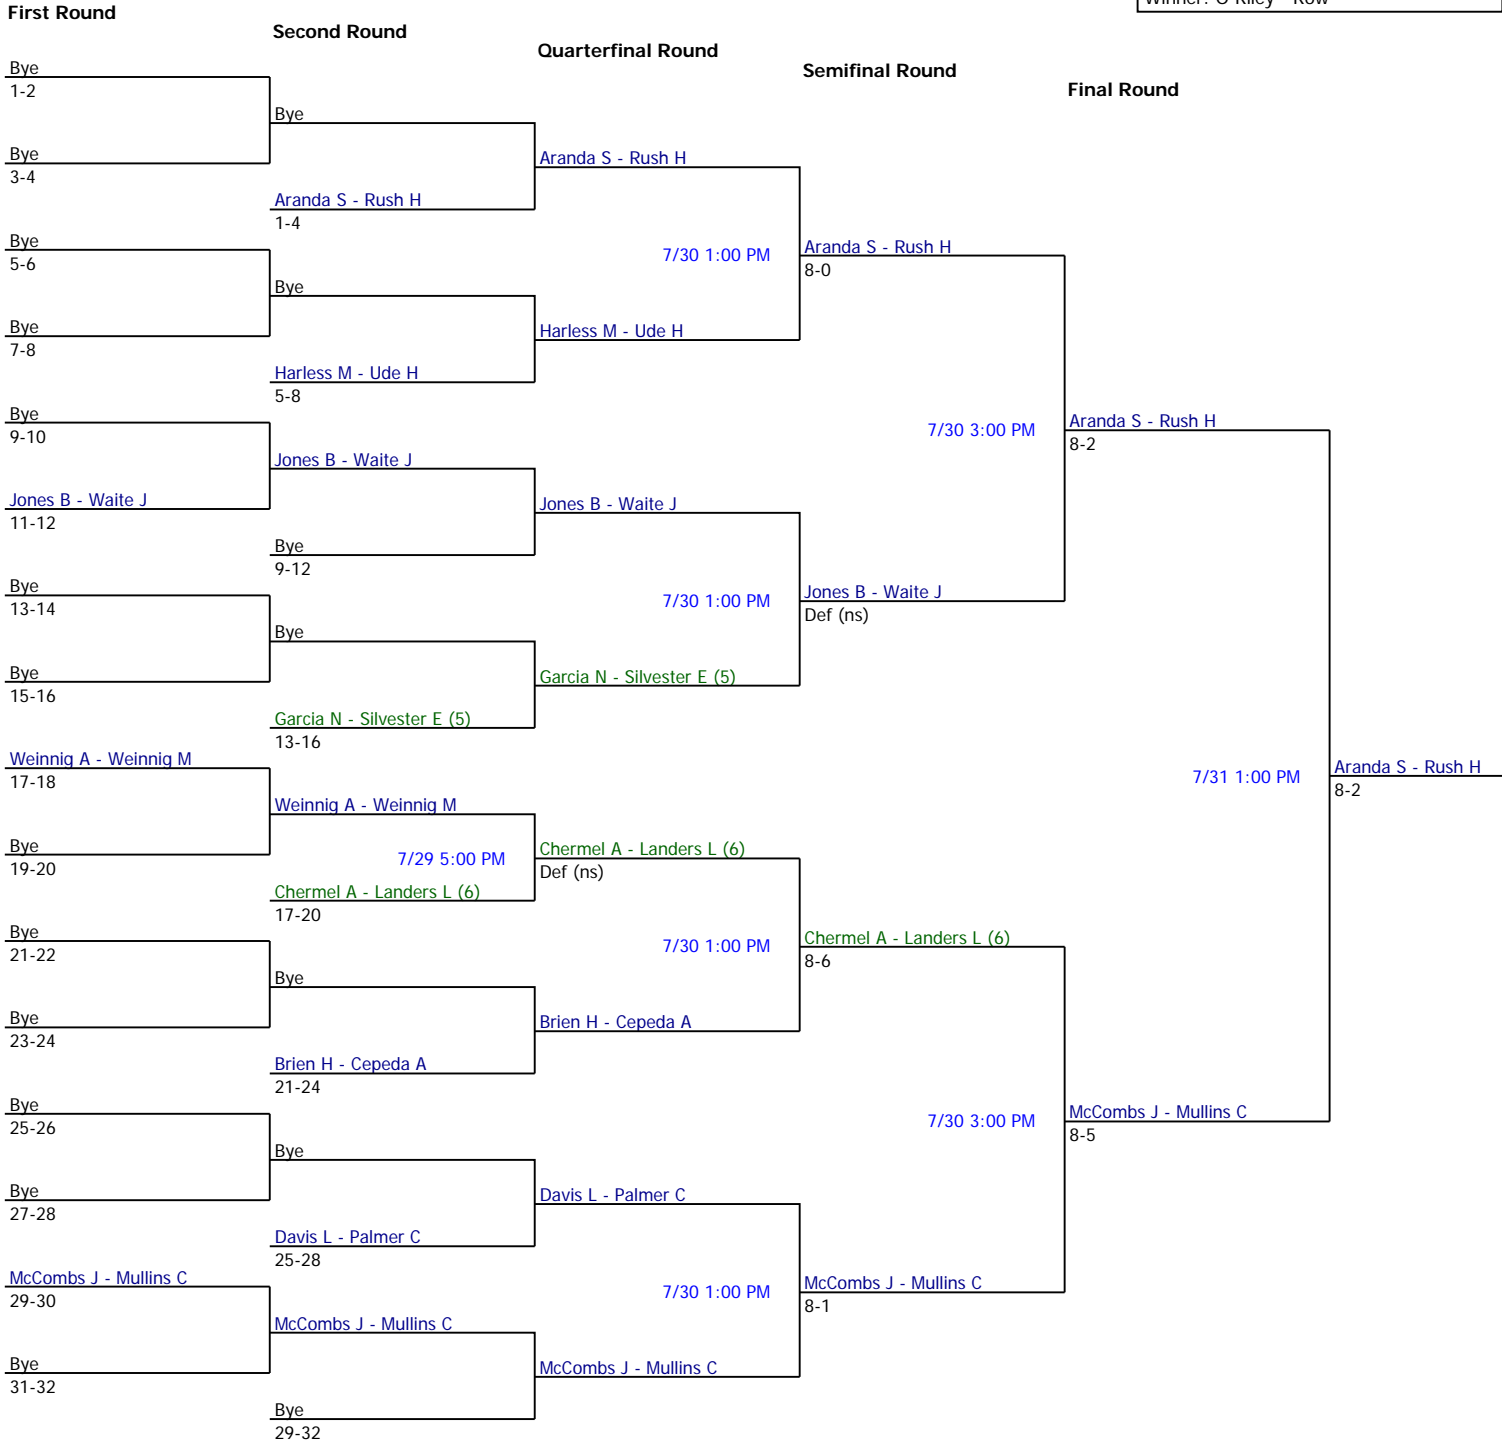 Winner: O'Riley - Row
First Round
Second Round
Quarterfinal Round
Semifinal Round
Final Round
Bye
1-2
Bye
Bye
3-4
Aranda S - Rush H
Aranda S - Rush H
1-4
Bye
5-6
7/30 1:00 PM
Aranda S - Rush H
8-0
Bye
Bye
7-8
Harless M - Ude H
Harless M - Ude H
5-8
Bye
9-10
7/30 3:00 PM
Aranda S - Rush H
8-2
Jones B - Waite J
Jones B - Waite J
11-12
Jones B - Waite J
Bye
9-12
Bye
13-14
7/30 1:00 PM
Jones B - Waite J
Def (ns)
Bye
Bye
15-16
Garcia N - Silvester E (5)
Garcia N - Silvester E (5)
13-16
Weinnig A - Weinnig M
17-18
7/31 1:00 PM
Aranda S - Rush H
8-2
Weinnig A - Weinnig M
Bye
19-20
7/29 5:00 PM
Chermel A - Landers L (6)
Def (ns)
Chermel A - Landers L (6)
17-20
Bye
21-22
7/30 1:00 PM
Chermel A - Landers L (6)
8-6
Bye
Bye
23-24
Brien H - Cepeda A
Brien H - Cepeda A
21-24
Bye
25-26
7/30 3:00 PM
McCombs J - Mullins C
8-5
Bye
Bye
27-28
Davis L - Palmer C
Davis L - Palmer C
25-28
McCombs J - Mullins C
29-30
7/30 1:00 PM
McCombs J - Mullins C
8-1
McCombs J - Mullins C
Bye
31-32
McCombs J - Mullins C
Bye
29-32